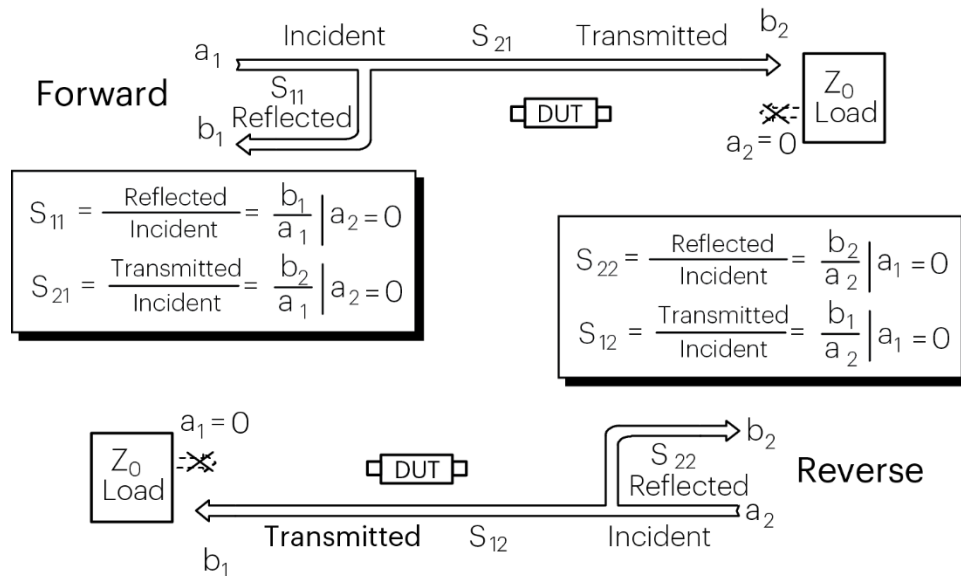 Forward
a₁ Incident S₂₁ Transmitted b₂
S₁₁
Reflected
b₁
DUT
Z₀
Load
a₂ = 0
S₁₁ = Reflected / Incident = b₁ / a₁ | a₂ = 0
S₂₁ = Transmitted / Incident = b₂ / a₁ | a₂ = 0
S₂₂ = Reflected / Incident = b₂ / a₂ | a₁ = 0
S₁₂ = Transmitted / Incident = b₁ / a₂ | a₁ = 0
a₁ = 0
Z₀
Load
DUT
b₂
S₂₂
Reflected
Reverse
a₂
b₁ Transmitted S₁₂ Incident